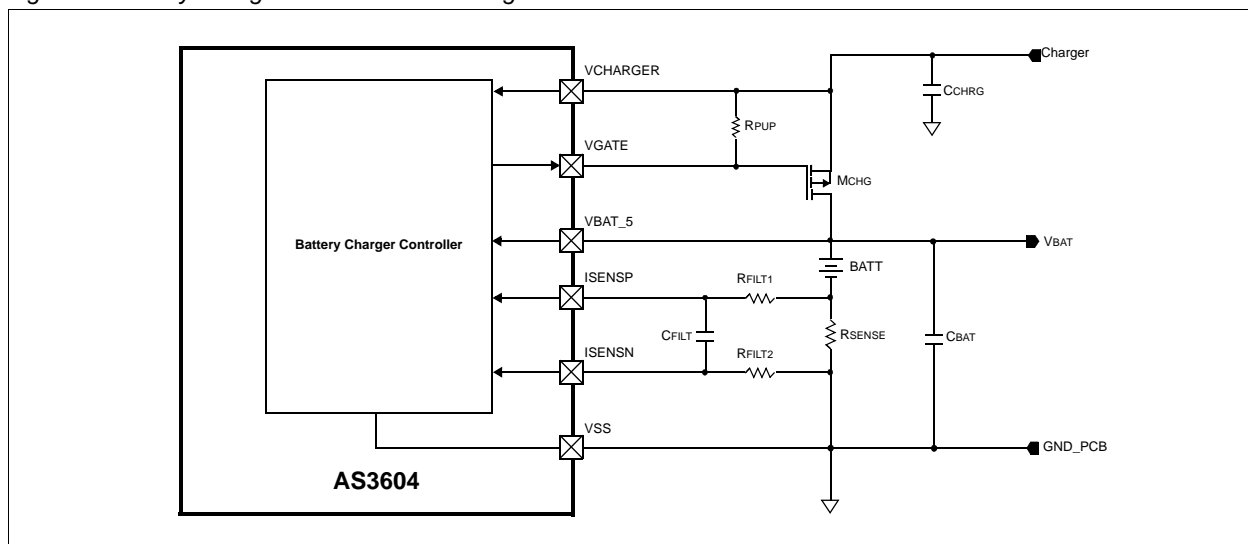 VCHARGER
Charger
CCHRG
RPUP
VGATE
MCHG
VBAT_5
VBAT
Battery Charger Controller
BATT
ISENSP
RFILT1
CFILT
RSENSE
CBAT
ISENSN
RFILT2
VSS
GND_PCB
AS3604